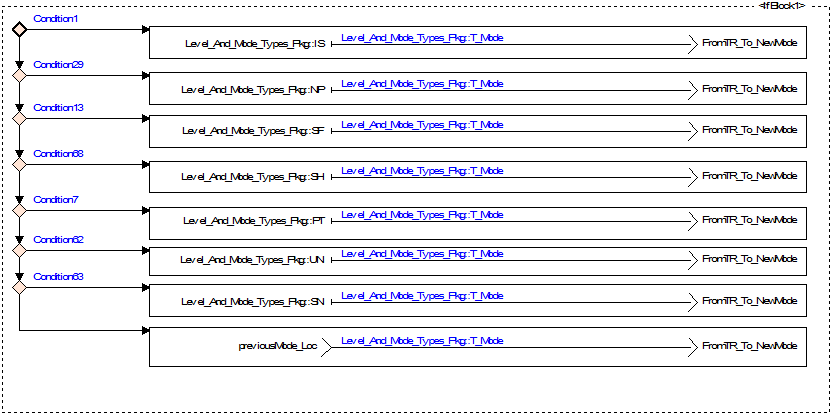 <If Block1>
Condition1
Level_And_Mode_Types_Pkg::IS Level_And_Mode_Types_Pkg::T_Mode FromTR_To_NewMode
Condition29
Level_And_Mode_Types_Pkg::NP Level_And_Mode_Types_Pkg::T_Mode FromTR_To_NewMode
Condition13
Level_And_Mode_Types_Pkg::SF Level_And_Mode_Types_Pkg::T_Mode FromTR_To_NewMode
Condition68
Level_And_Mode_Types_Pkg::SH Level_And_Mode_Types_Pkg::T_Mode FromTR_To_NewMode
Condition7
Level_And_Mode_Types_Pkg::PT Level_And_Mode_Types_Pkg::T_Mode FromTR_To_NewMode
Condition62
Level_And_Mode_Types_Pkg::UN Level_And_Mode_Types_Pkg::T_Mode FromTR_To_NewMode
Condition63
Level_And_Mode_Types_Pkg::SN Level_And_Mode_Types_Pkg::T_Mode FromTR_To_NewMode
previousMode_Loc Level_And_Mode_Types_Pkg::T_Mode FromTR_To_NewMode